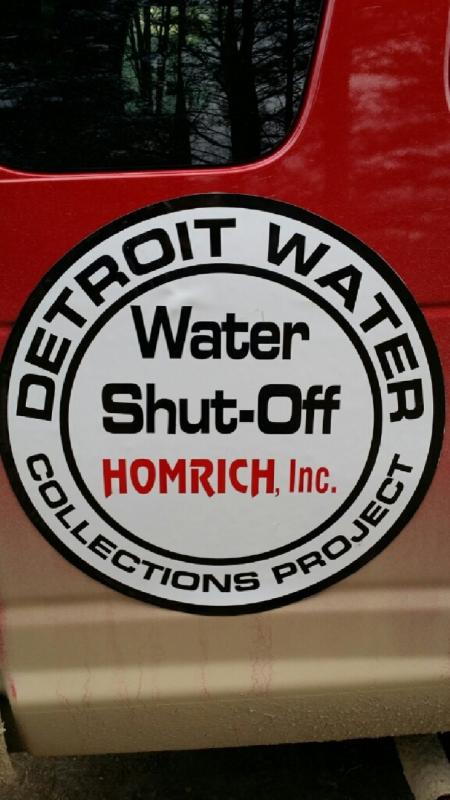 DETROIT WATER
Water
Shut-Off
HOMRICH, Inc.
COLLECTIONS PROJECT